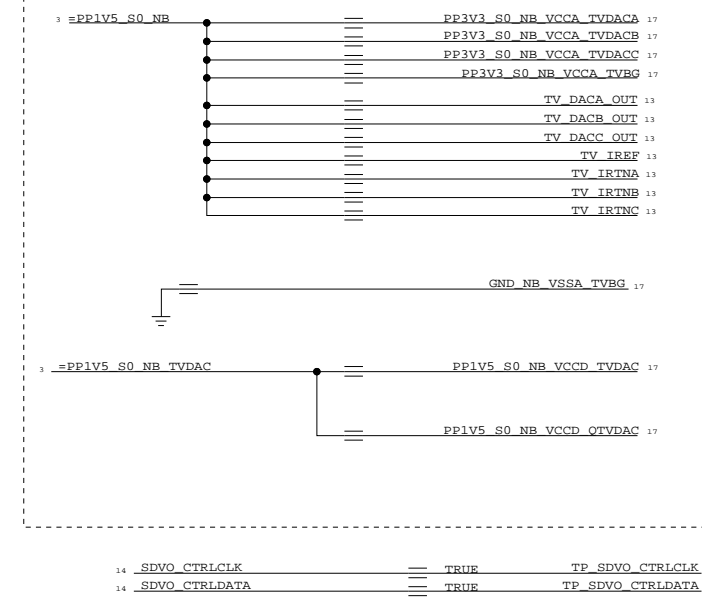 3 =PP1V5_S0_NB PP3V3_S0_NB_VCCA_TVDACA 17
PP3V3_S0_NB_VCCA_TVDACB 17
PP3V3_S0_NB_VCCA_TVDACC 17
PP3V3_S0_NB_VCCA_TVBG 17
TV_DACA_OUT 13
TV_DACB_OUT 13
TV_DACC_OUT 13
TV_IREF 13
TV_IRTNA 13
TV_IRTNB 13
TV_IRTNC 13
GND_NB_VSSA_TVBG 17
3 =PP1V5_S0_NB_TVDAC PP1V5_S0_NB_VCCD_TVDAC 17
PP1V5_S0_NB_VCCD_QTVDAC 17
14 SDVO_CTRLCLK TRUE TP_SDVO_CTRLCLK
14 SDVO_CTRLDATA TRUE TP_SDVO_CTRLDATA